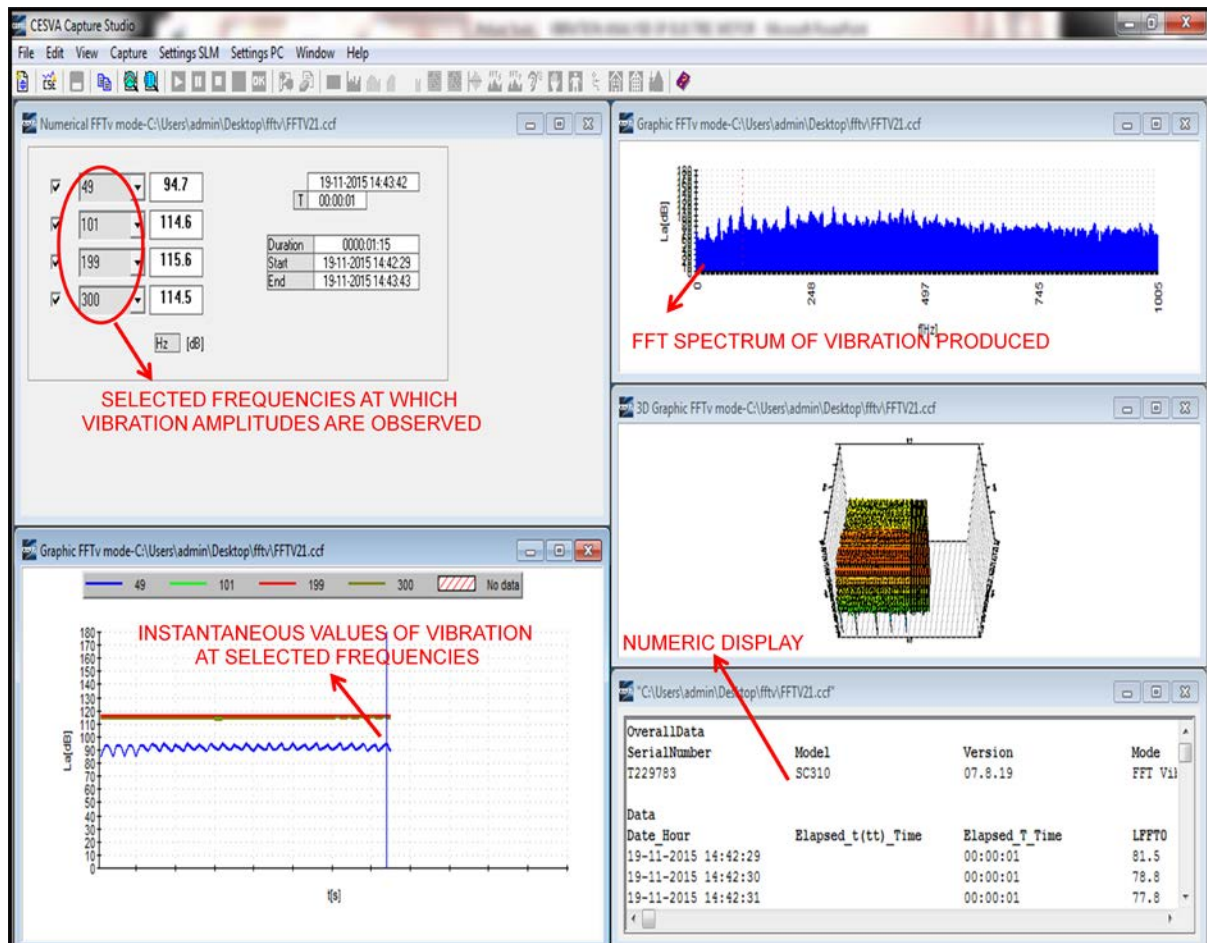 CESVA Capture Studio
VIBRATION ANALYSIS OF ELECTRIC MOTOR Microsoft PowerPoint
File Edit View Capture Settings SLM Settings PC Window Help
Numerical FFTv mode-C:\Users\admin\Desktop\fftv\FFTV21.ccf
49 94.7
101 114.6
199 115.6
300 114.5
Hz [dB]
19-11-2015 14:43:42
T 00:00:01
Duration 0000:01:15
Start 19-11-2015 14:42:29
End 19-11-2015 14:43:43
SELECTED FREQUENCIES AT WHICH
VIBRATION AMPLITUDES ARE OBSERVED
Graphic FFTv mode-C:\Users\admin\Desktop\fftv\FFTV21.ccf
La[dB]
0 248 497 745 1005
f[Hz]
FFT SPECTRUM OF VIBRATION PRODUCED
3D Graphic FFTv mode-C:\Users\admin\Desktop\fftv\FFTV21.ccf
Graphic FFTv mode-C:\Users\admin\Desktop\fftv\FFTV21.ccf
49 101 199 300 No data
INSTANTANEOUS VALUES OF VIBRATION
AT SELECTED FREQUENCIES
180
170
160
150
140
130
120
110
100
90
80
70
60
50
40
30
20
10
0
La[dB]
t[s]
NUMERIC DISPLAY
"C:\Users\admin\Desktop\fftv\FFTV21.ccf"
OverallData
SerialNumber Model Version Mode
T229783 SC310 07.8.19 FFT Vib
Data
Date_Hour Elapsed_t(tt)_Time Elapsed_T_Time LFFT0
19-11-2015 14:42:29 00:00:01 81.5
19-11-2015 14:42:30 00:00:01 78.8
19-11-2015 14:42:31 00:00:01 77.8